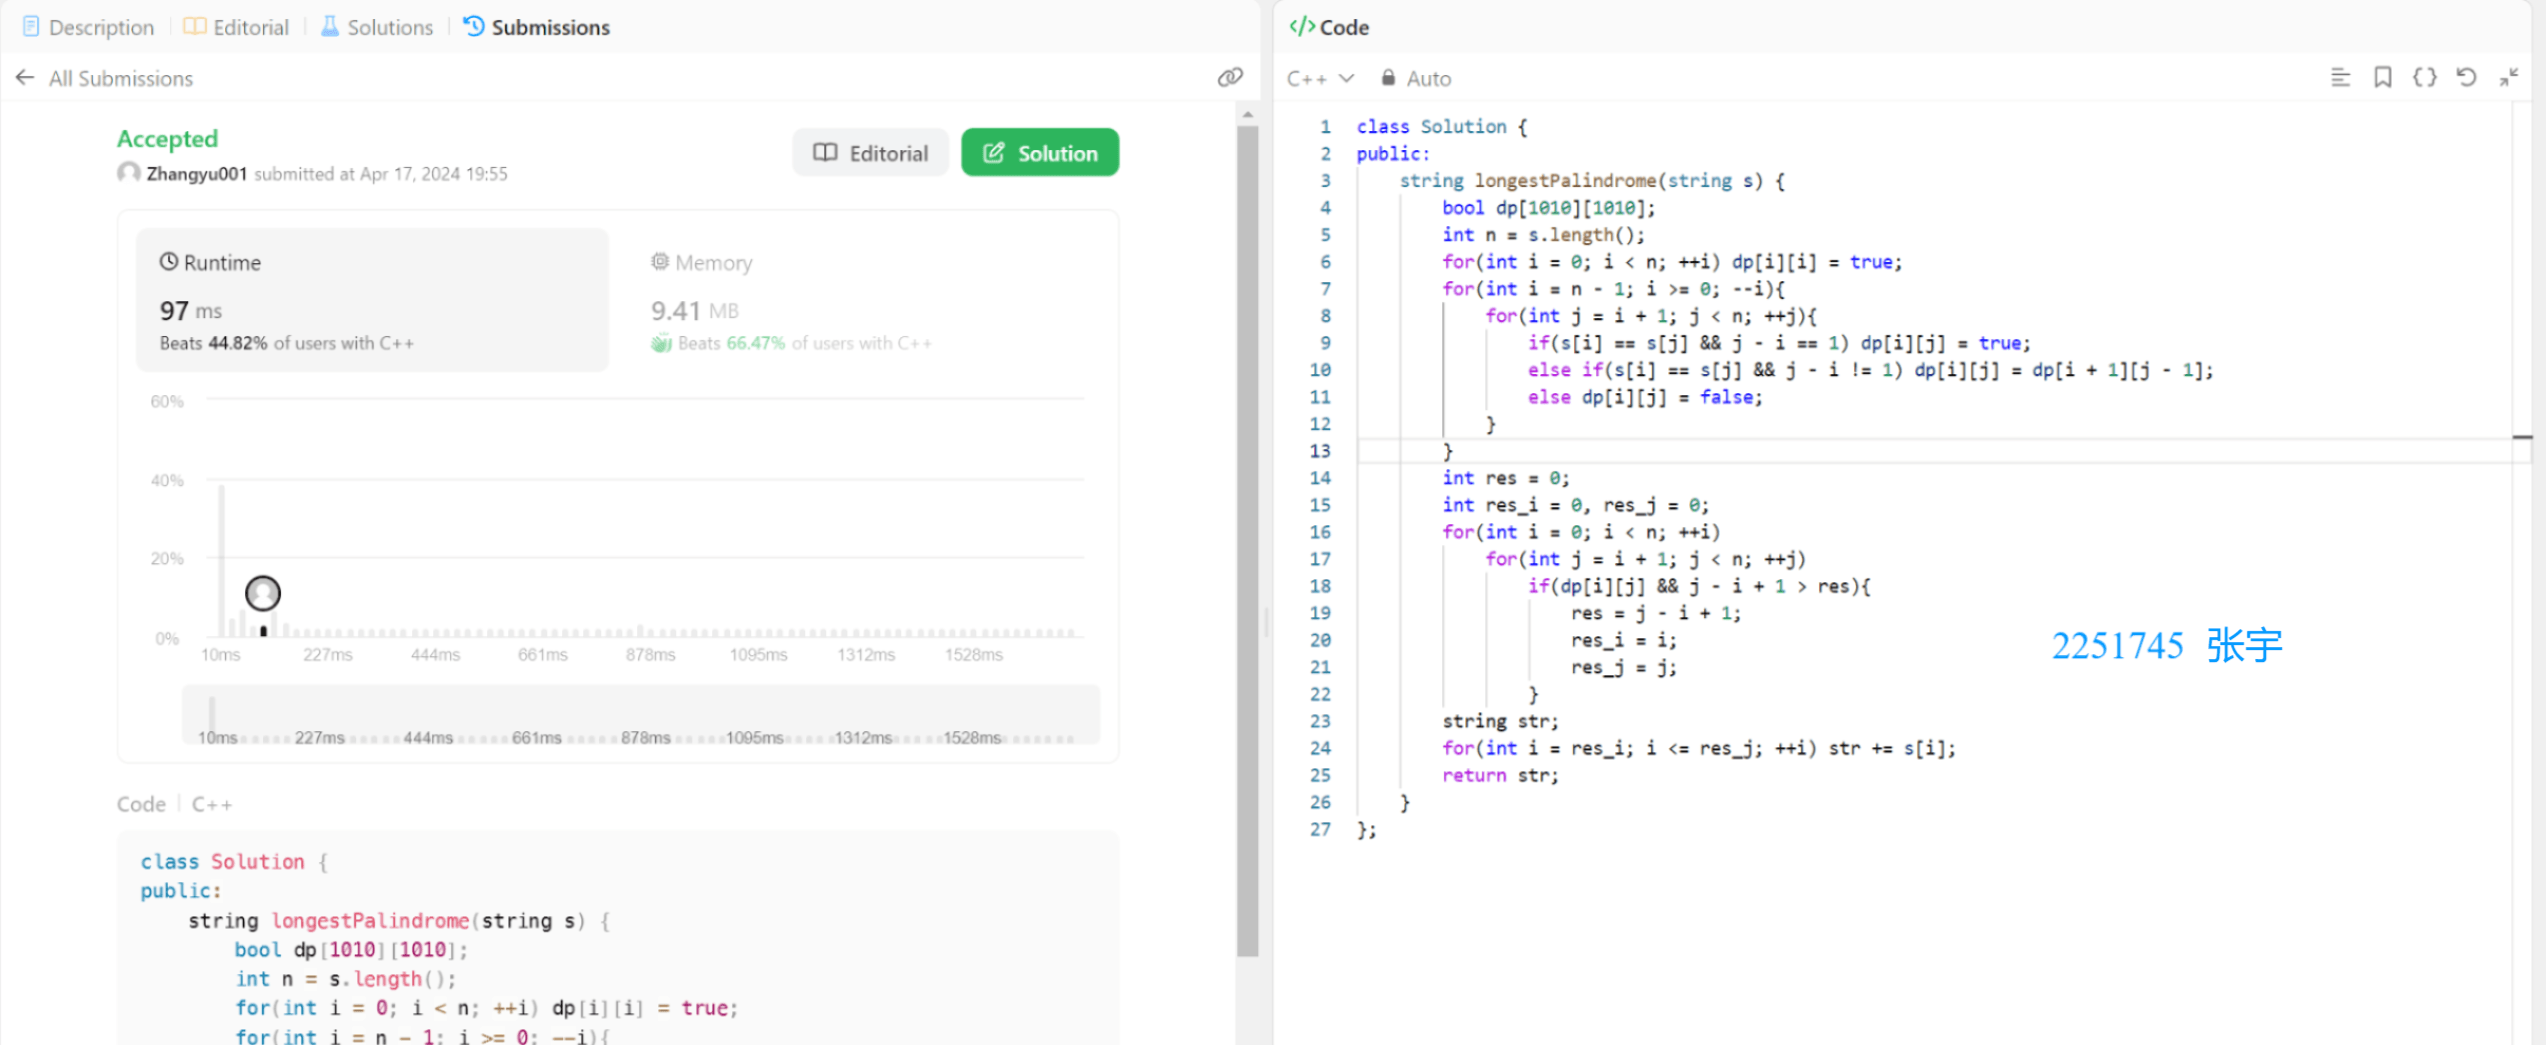 Description | Editorial | Solutions | Submissions
All Submissions
Accepted
Zhangyu001 submitted at Apr 17, 2024 19:55
Editorial
Solution
Runtime
97 ms
Beats 44.82% of users with C++
Memory
9.41 MB
Beats 66.47% of users with C++
60%
40%
20%
0%
10ms 227ms 444ms 661ms 878ms 1095ms 1312ms 1528ms
10ms 227ms 444ms 661ms 878ms 1095ms 1312ms 1528ms
Code | C++
class Solution {
public:
    string longestPalindrome(string s) {
        bool dp[1010][1010];
        int n = s.length();
        for(int i = 0; i < n; ++i) dp[i][i] = true;
        for(int i = n - 1; i >= 0; --i){
</> Code
C++ Auto
1 class Solution {
2 public:
3     string longestPalindrome(string s) {
4         bool dp[1010][1010];
5         int n = s.length();
6         for(int i = 0; i < n; ++i) dp[i][i] = true;
7         for(int i = n - 1; i >= 0; --i){
8             for(int j = i + 1; j < n; ++j){
9                 if(s[i] == s[j] && j - i == 1) dp[i][j] = true;
10                 else if(s[i] == s[j] && j - i != 1) dp[i][j] = dp[i + 1][j - 1];
11                 else dp[i][j] = false;
12             }
13         }
14         int res = 0;
15         int res_i = 0, res_j = 0;
16         for(int i = 0; i < n; ++i)
17             for(int j = i + 1; j < n; ++j)
18                 if(dp[i][j] && j - i + 1 > res){
19                     res = j - i + 1;
20                     res_i = i;
21                     res_j = j;
22                 }
23         string str;
24         for(int i = res_i; i <= res_j; ++i) str += s[i];
25         return str;
26     }
27 };
2251745 张宇